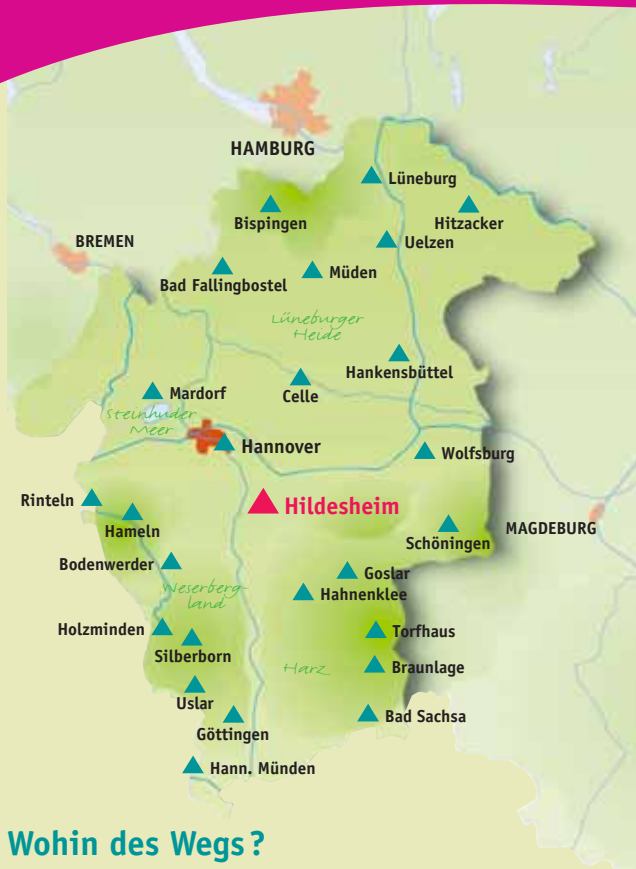 HAMBURG
Lüneburg
Bispingen
Hitzacker
Uelzen
BREMEN
Bad Fallingbostel
Müden
Lüneburger
Heide
Hankensbüttel
Mardorf
Celle
Steinhuder
Meer
Hannover
Wolfsburg
Rinteln
Hildesheim
Hameln
Schöningen
MAGDEBURG
Bodenwerder
Goslar
Weserberg-
land
Hahnenklee
Holzminden
Torfhaus
Silberborn
Harz
Braunlage
Uslar
Bad Sachsa
Göttingen
Hann. Münden
Wohin des Wegs?